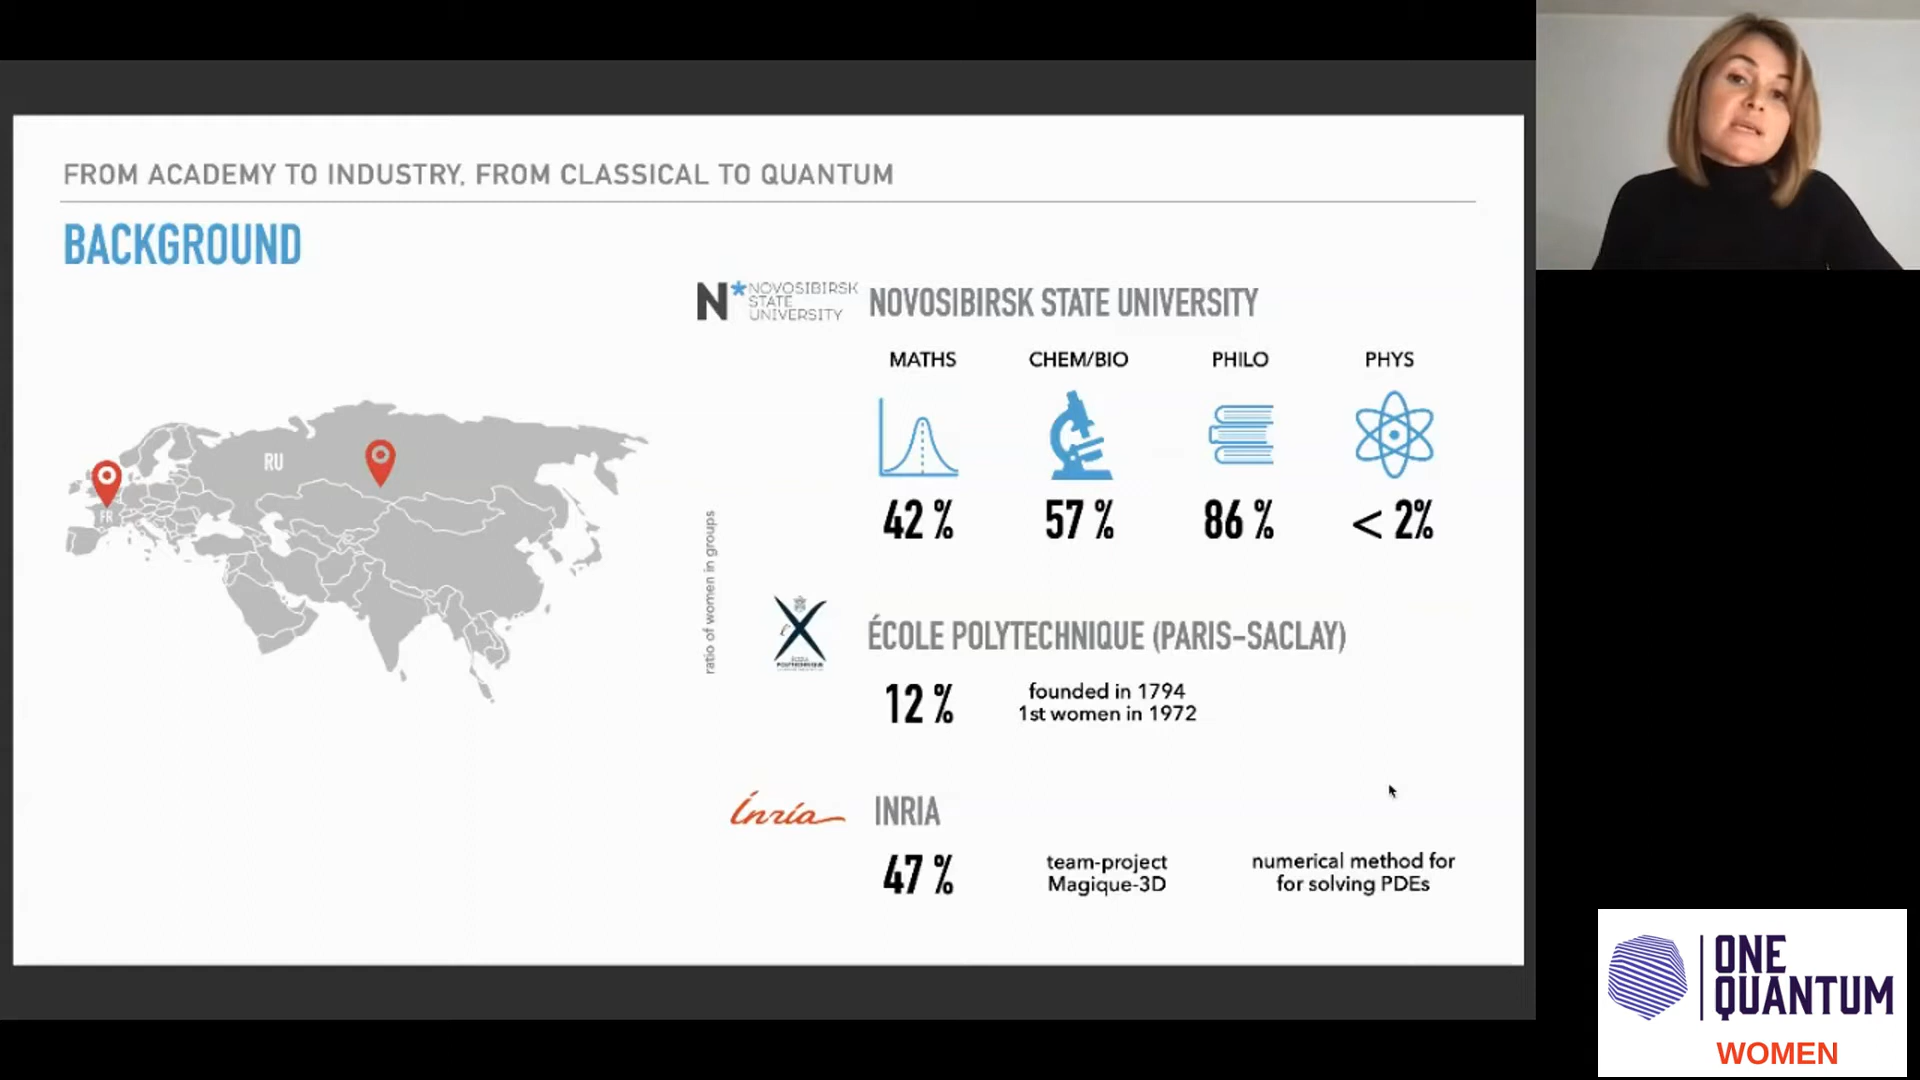 FROM ACADEMY TO INDUSTRY, FROM CLASSICAL TO QUANTUM
BACKGROUND
N*
NOVOSIBIRSK
STATE
UNIVERSITY
NOVOSIBIRSK STATE UNIVERSITY
MATHS
CHEM/BIO
PHILO
PHYS
42 %
57 %
86 %
< 2%
RU
FR
ratio of women in groups
ÉCOLE POLYTECHNIQUE (PARIS-SACLAY)
12 %
founded in 1794
1st women in 1972
Inría
INRIA
47 %
team-project
Magique-3D
numerical method for
for solving PDEs
ONE
QUANTUM
WOMEN